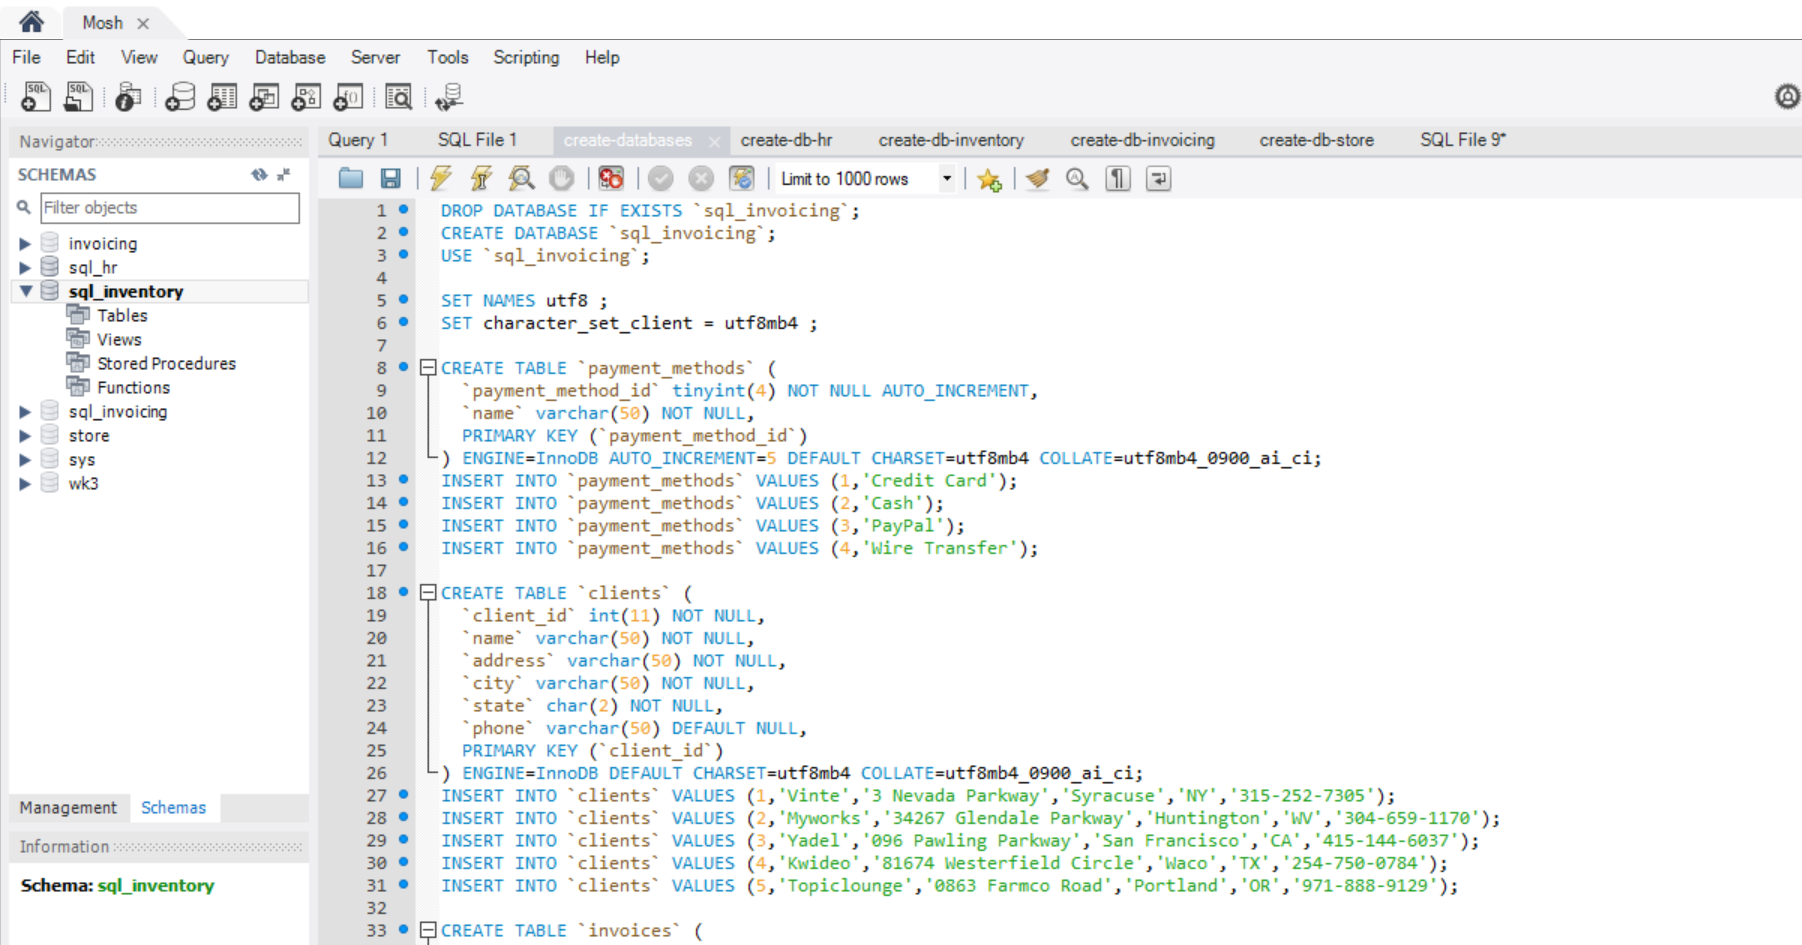 Mosh
File Edit View Query Database Server Tools Scripting Help
Navigator
SCHEMAS
Filter objects
invoicing
sql_hr
sql_inventory
Tables
Views
Stored Procedures
Functions
sql_invoicing
store
sys
wk3
Management Schemas
Information
Schema: sql_inventory
Query 1 SQL File 1 create-databases create-db-hr create-db-inventory create-db-invoicing create-db-store SQL File 9*
Limit to 1000 rows
1 DROP DATABASE IF EXISTS `sql_invoicing`;
2 CREATE DATABASE `sql_invoicing`;
3 USE `sql_invoicing`;
4
5 SET NAMES utf8 ;
6 SET character_set_client = utf8mb4 ;
7
8 CREATE TABLE `payment_methods` (
9 `payment_method_id` tinyint(4) NOT NULL AUTO_INCREMENT,
10 `name` varchar(50) NOT NULL,
11 PRIMARY KEY (`payment_method_id`)
12 ) ENGINE=InnoDB AUTO_INCREMENT=5 DEFAULT CHARSET=utf8mb4 COLLATE=utf8mb4_0900_ai_ci;
13 INSERT INTO `payment_methods` VALUES (1,'Credit Card');
14 INSERT INTO `payment_methods` VALUES (2,'Cash');
15 INSERT INTO `payment_methods` VALUES (3,'PayPal');
16 INSERT INTO `payment_methods` VALUES (4,'Wire Transfer');
17
18 CREATE TABLE `clients` (
19 `client_id` int(11) NOT NULL,
20 `name` varchar(50) NOT NULL,
21 `address` varchar(50) NOT NULL,
22 `city` varchar(50) NOT NULL,
23 `state` char(2) NOT NULL,
24 `phone` varchar(50) DEFAULT NULL,
25 PRIMARY KEY (`client_id`)
26 ) ENGINE=InnoDB DEFAULT CHARSET=utf8mb4 COLLATE=utf8mb4_0900_ai_ci;
27 INSERT INTO `clients` VALUES (1,'Vinte','3 Nevada Parkway','Syracuse','NY','315-252-7305');
28 INSERT INTO `clients` VALUES (2,'Myworks','34267 Glendale Parkway','Huntington','WV','304-659-1170');
29 INSERT INTO `clients` VALUES (3,'Yadel','096 Pawling Parkway','San Francisco','CA','415-144-6037');
30 INSERT INTO `clients` VALUES (4,'Kwideo','81674 Westerfield Circle','Waco','TX','254-750-0784');
31 INSERT INTO `clients` VALUES (5,'Topiclounge','0863 Farmco Road','Portland','OR','971-888-9129');
32
33 CREATE TABLE `invoices` (